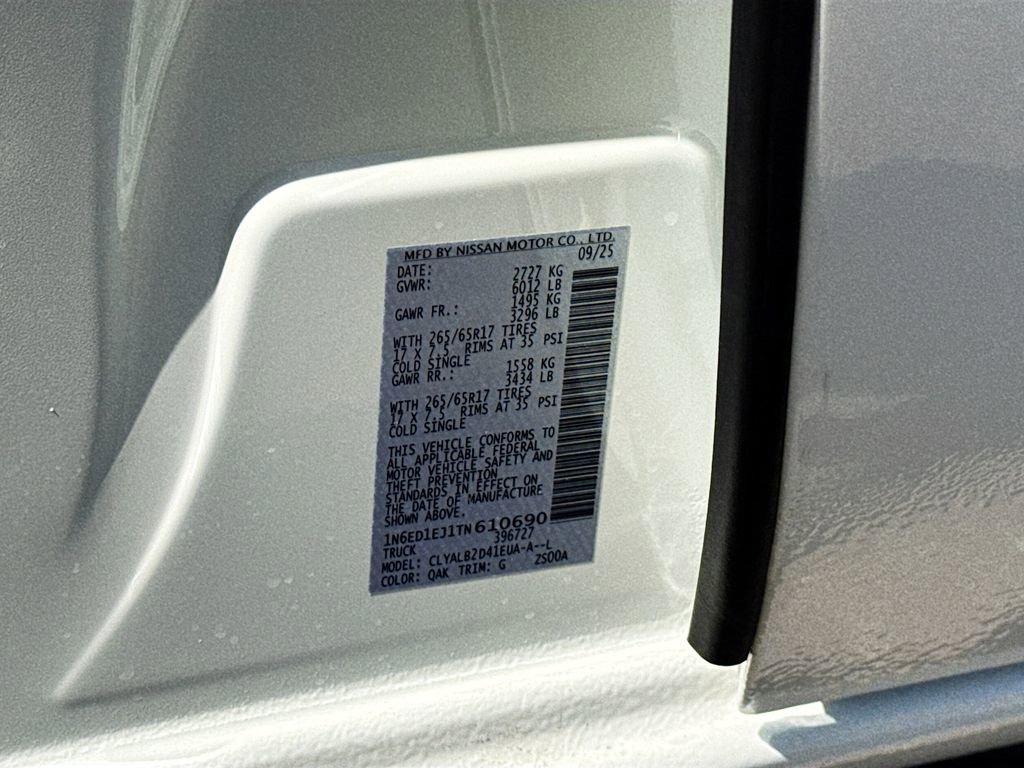 MFD BY NISSAN MOTOR CO., LTD.
DATE: 09/25
GVWR: 2727 KG
6012 LB
GAWR FR.: 1495 KG
3296 LB
WITH 265/65R17 TIRES
17 X 7.5 RIMS AT 35 PSI
COLD SINGLE
GAWR RR.: 1558 KG
3434 LB
WITH 265/65R17 TIRES
17 X 7.5 RIMS AT 35 PSI
COLD SINGLE
THIS VEHICLE CONFORMS TO
ALL APPLICABLE FEDERAL
MOTOR VEHICLE SAFETY AND
THEFT PREVENTION
STANDARDS IN EFFECT ON
THE DATE OF MANUFACTURE
SHOWN ABOVE.
1N6ED1EJ1TN610690
TRUCK 396727
MODEL: CLYALB2D41EUA-A--L
COLOR: QAK TRIM: G 2S00A